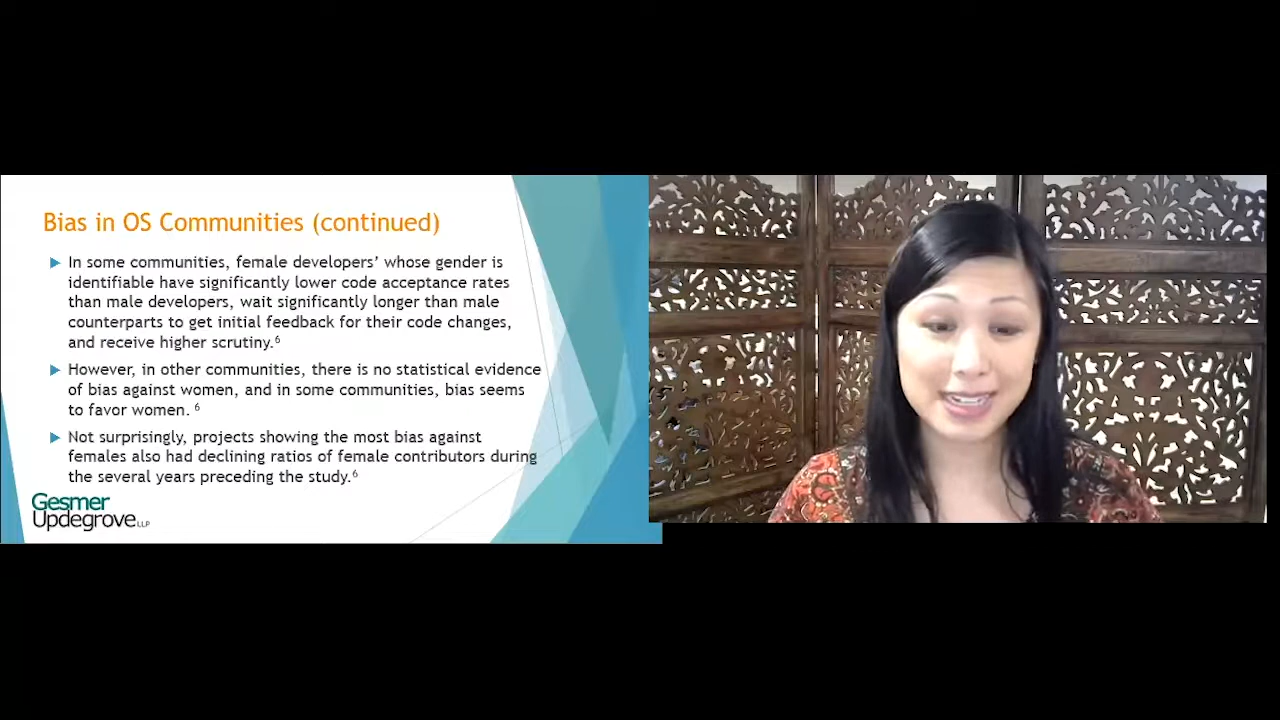 Bias in OS Communities (continued)
In some communities, female developers’ whose gender is
identifiable have significantly lower code acceptance rates
than male developers, wait significantly longer than male
counterparts to get initial feedback for their code changes,
and receive higher scrutiny.6
However, in other communities, there is no statistical evidence
of bias against women, and in some communities, bias seems
to favor women. 6
Not surprisingly, projects showing the most bias against
females also had declining ratios of female contributors during
the several years preceding the study.6
Gesmer
Updegrove LLP